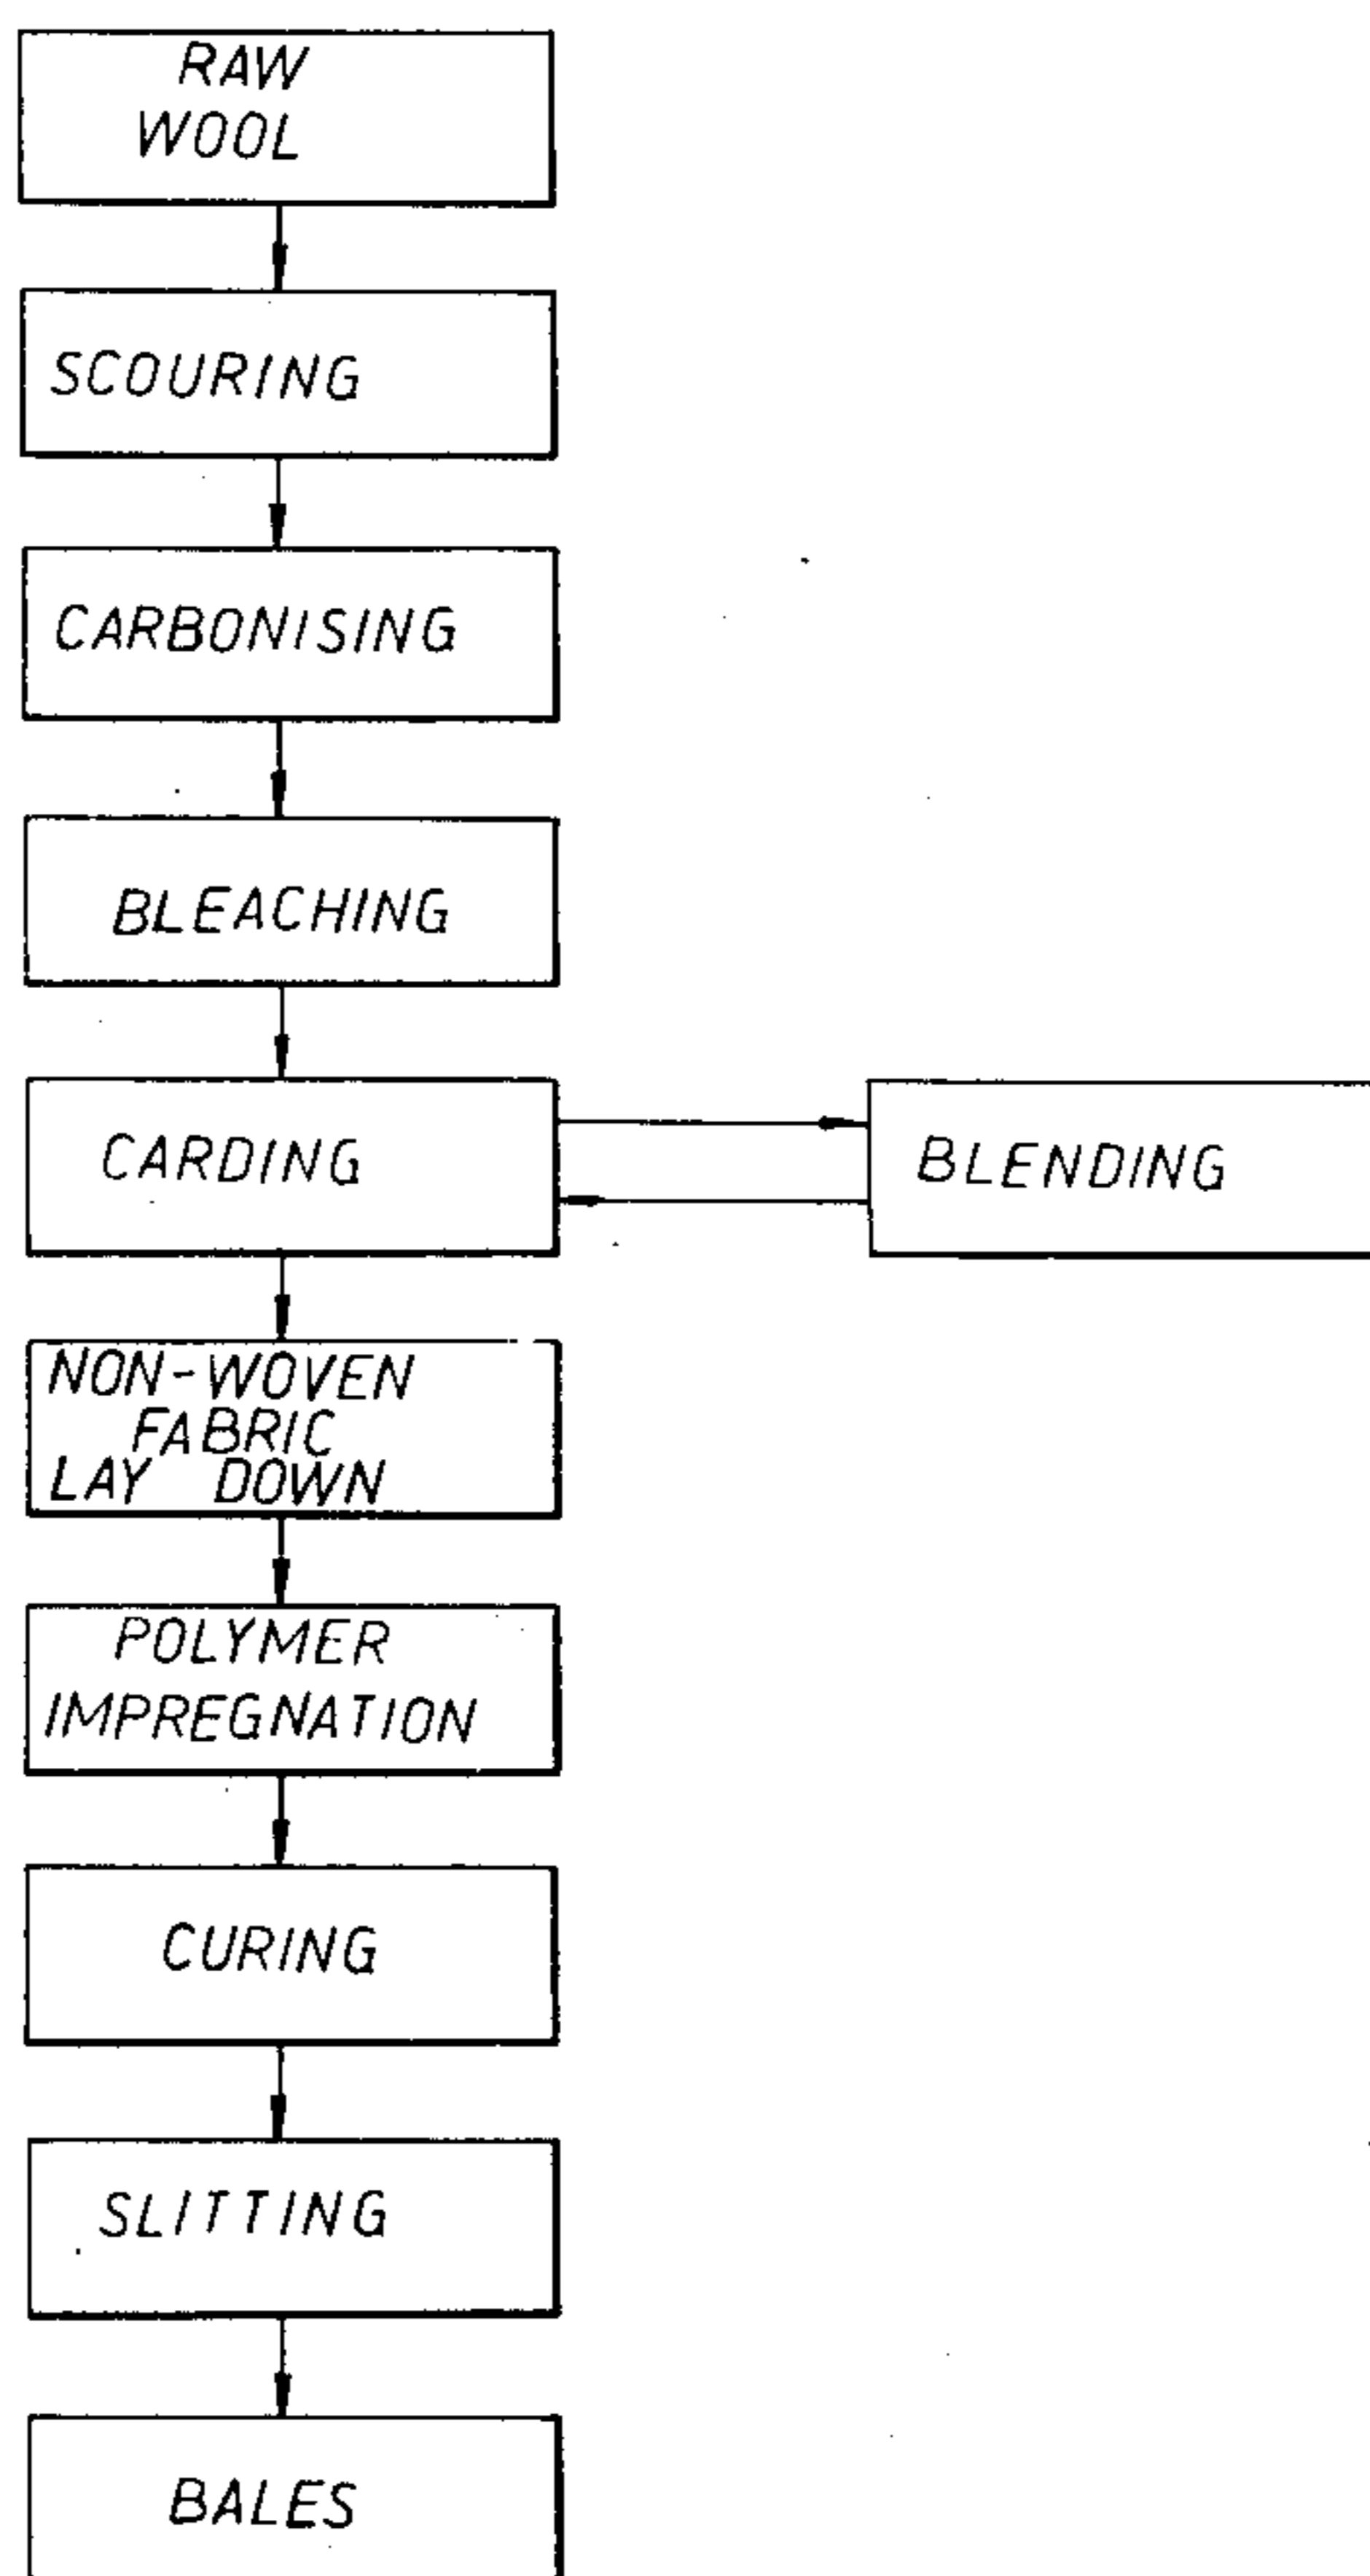 RAW
WOOL
SCOURING
CARBONISING
BLEACHING
CARDING
BLENDING
NON-WOVEN
FABRIC
LAY DOWN
POLYMER
IMPREGNATION
CURING
SLITTING
BALES